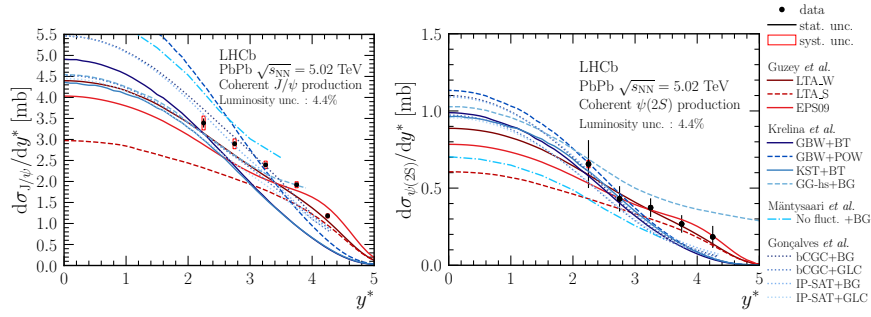 5.5
5.0
4.5
4.0
3.5
3.0
2.5
2.0
1.5
1.0
0.5
0.0
dσ_J/ψ/dy* [mb]
0 1 2 3 4 5
y*
LHCb
PbPb √s_NN = 5.02 TeV
Coherent J/ψ production
Luminosity unc. : 4.4%
1.5
1.0
0.5
0.0
dσ_ψ(2S)/dy* [mb]
0 1 2 3 4 5
y*
LHCb
PbPb √s_NN = 5.02 TeV
Coherent ψ(2S) production
Luminosity unc. : 4.4%
data
stat. unc.
syst. unc.
Guzey et al.
LTA_W
LTA_S
EPS09
Krelina et al.
GBW+BT
GBW+POW
KST+BT
GG-hs+BG
Mäntysaari et al.
No fluct. +BG
Gonçalves et al.
bCGC+BG
bCGC+GLC
IP-SAT+BG
IP-SAT+GLC